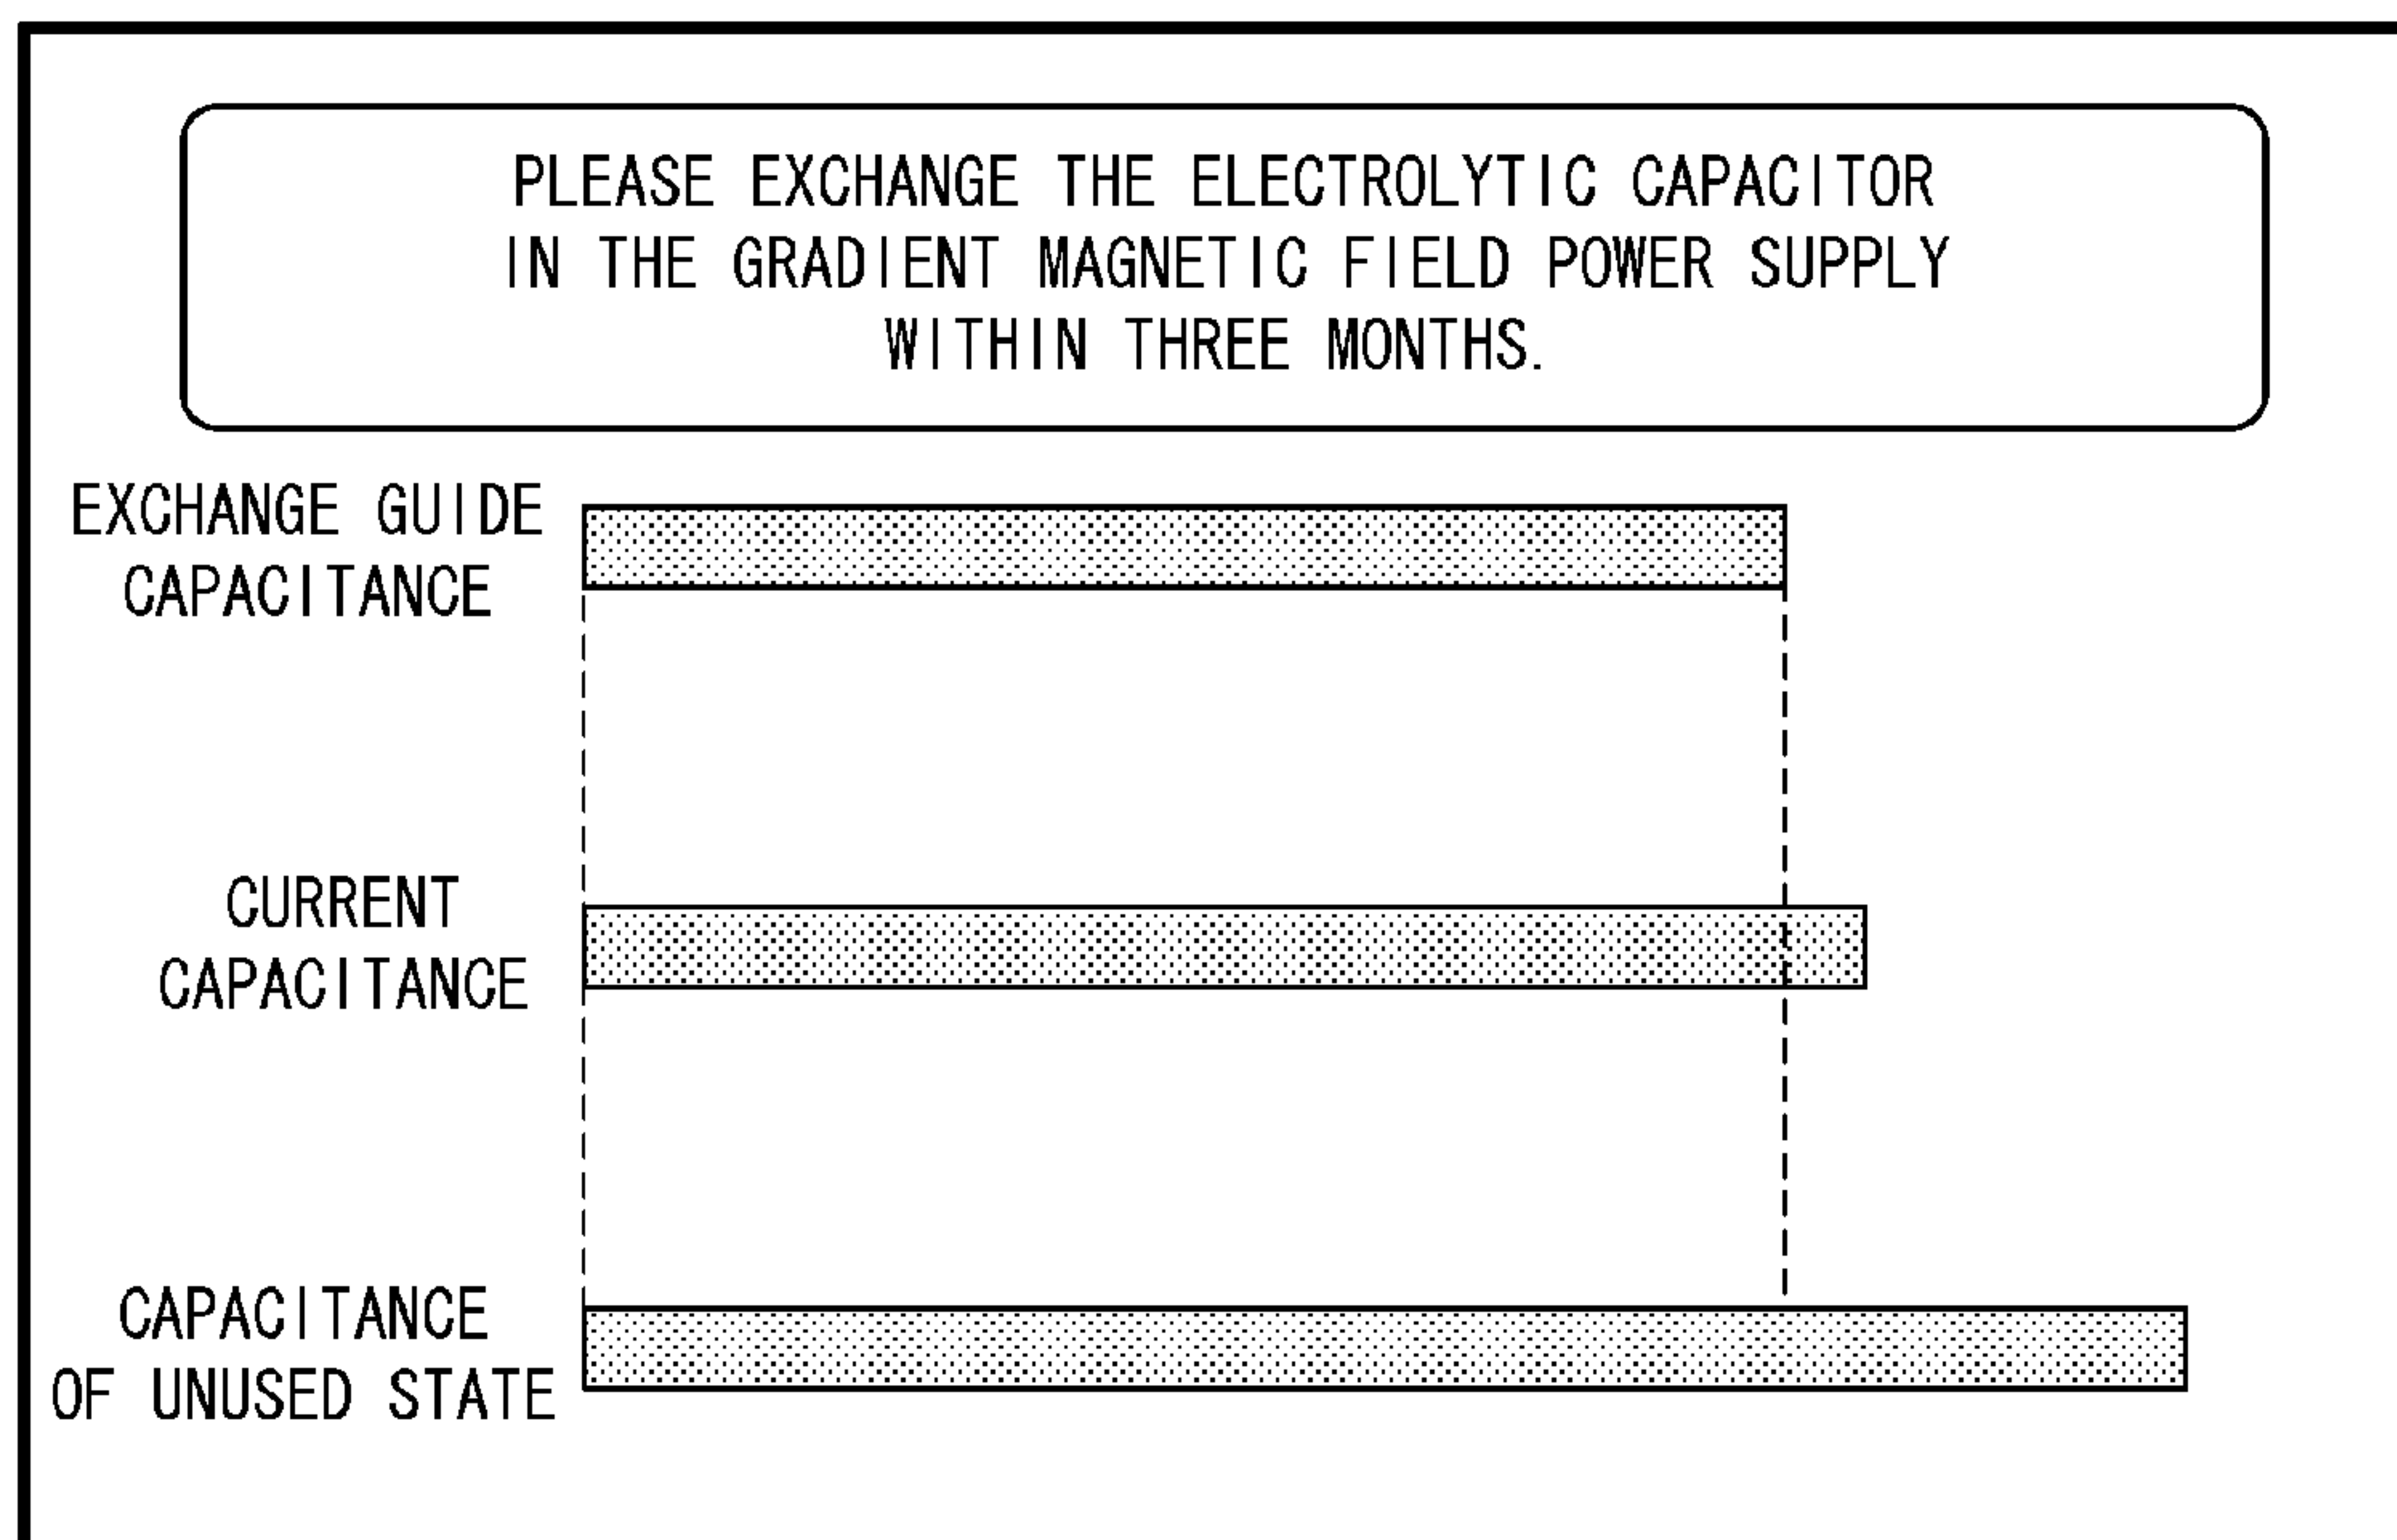 PLEASE EXCHANGE THE ELECTROLYTIC CAPACITOR
IN THE GRADIENT MAGNETIC FIELD POWER SUPPLY
WITHIN THREE MONTHS.
EXCHANGE GUIDE
CAPACITANCE
CURRENT
CAPACITANCE
CAPACITANCE
OF UNUSED STATE